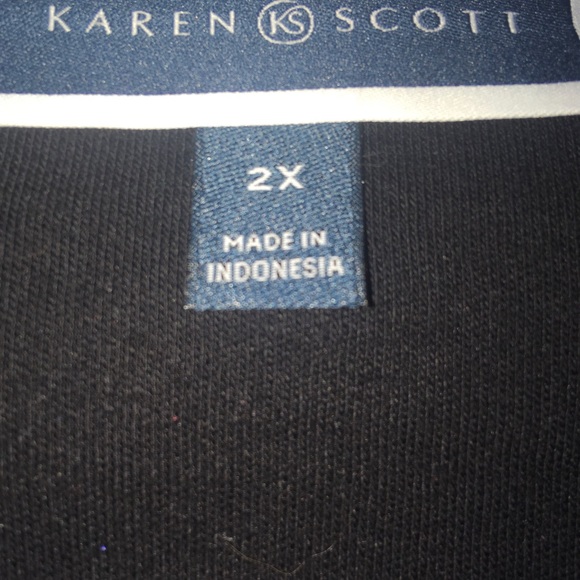 KAREN KS SCOTT
2X
MADE IN
INDONESIA